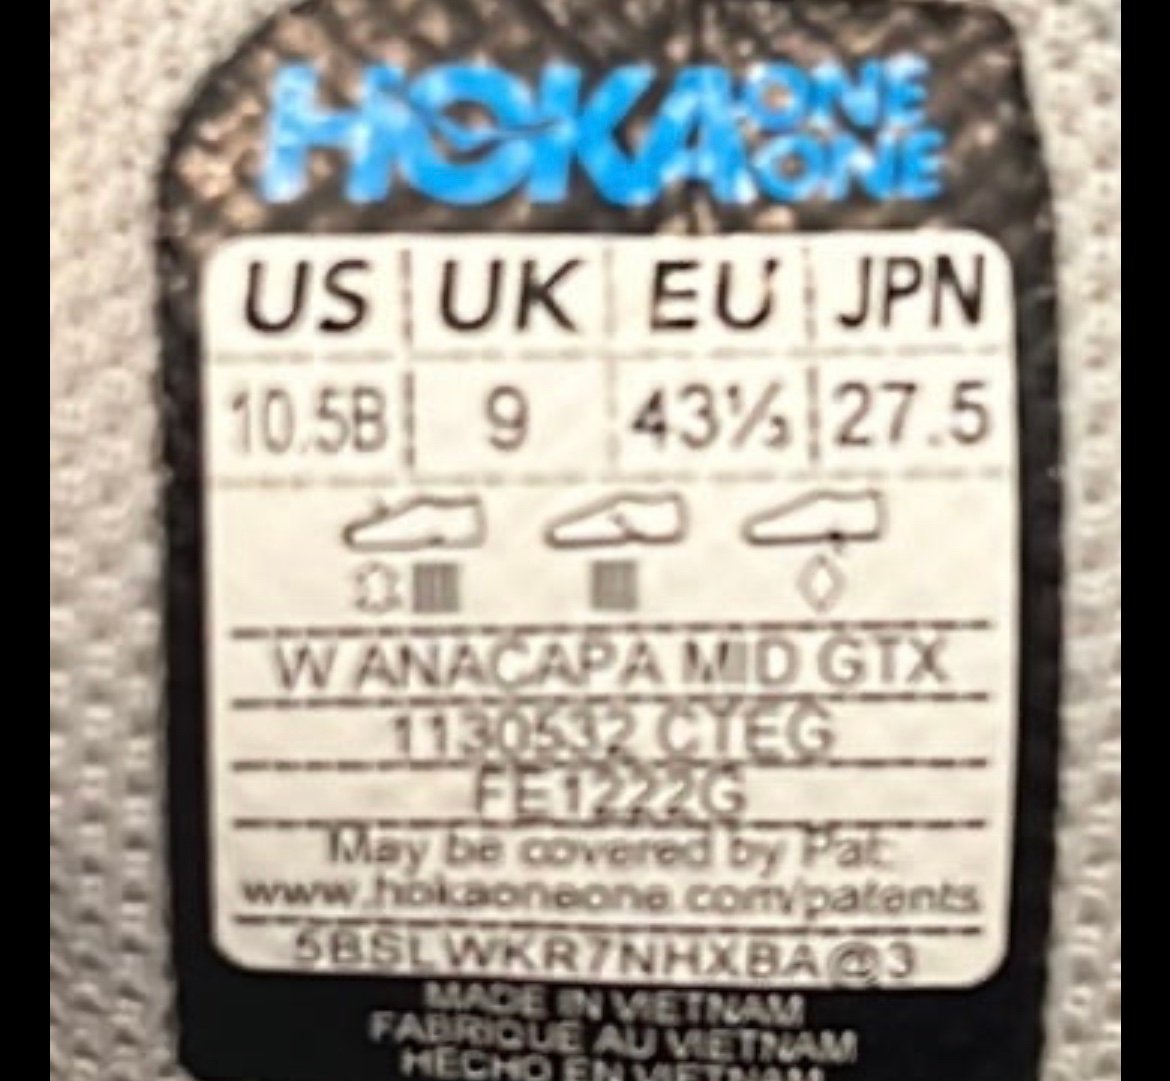 HOKA ONE ONE
US UK EU JPN
10.5B 9 43⅓ 27.5
W ANACAPA MID GTX
1130532 CTEG
FE1222G
May be covered by Pat:
www.hokaoneone.com/patents
5BSLWKR7NHXBA@3
MADE IN VIETNAM
FABRIQUE AU VIETNAM
HECHO EN VIETNAM